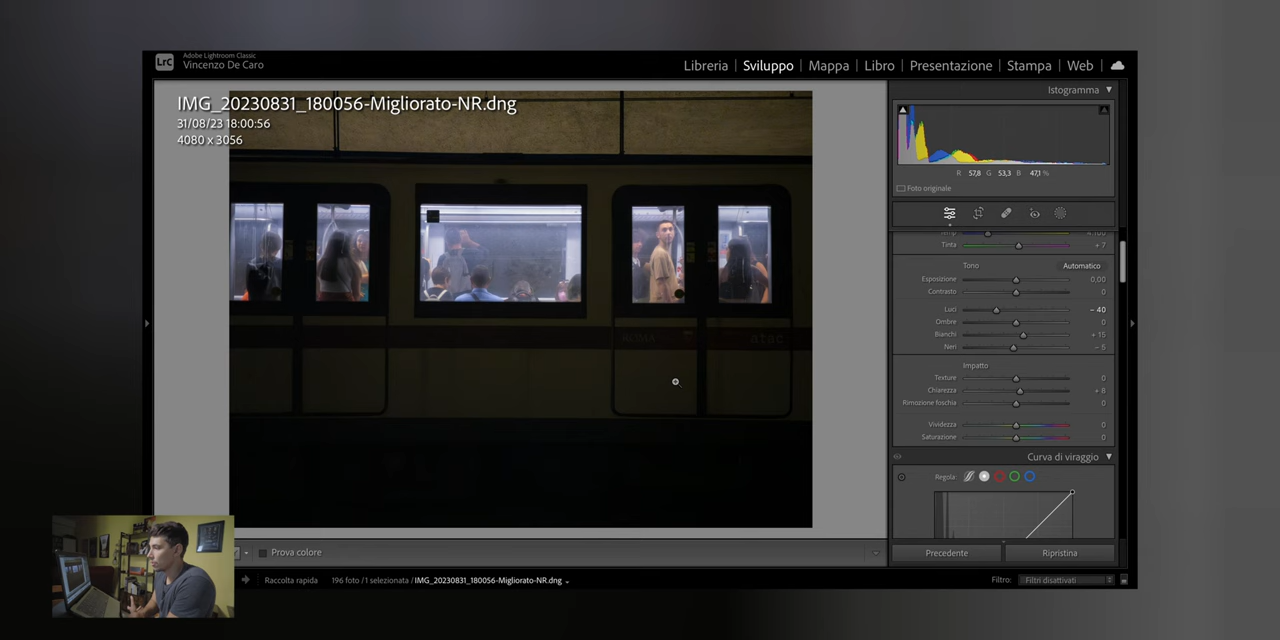 LrC
Adobe Lightroom Classic
Vincenzo De Caro
Libreria | Sviluppo | Mappa | Libro | Presentazione | Stampa | Web
IMG_20230831_180056-Migliorato-NR.dng
31/08/23 18:00:56
4080 x 3056
Istogramma
R 57,8 G 53,3 B 47,1 %
Foto originale
Tinta + 7
Tono Automatico
Esposizione 0,00
Contrasto 0
Luci - 40
Ombre 0
Bianchi + 15
Neri
Impatto
Texture 0
Chiarezza + 8
Rimozione foschia 0
Vividezza 0
Saturazione 0
Curva di viraggio
Regola:
ROMA
atac
Prova colore
Precedente
Ripristina
Raccolta rapida
196 foto / 1 selezionata / IMG_20230831_180056-Migliorato-NR.dng
Filtro: Filtri disattivati